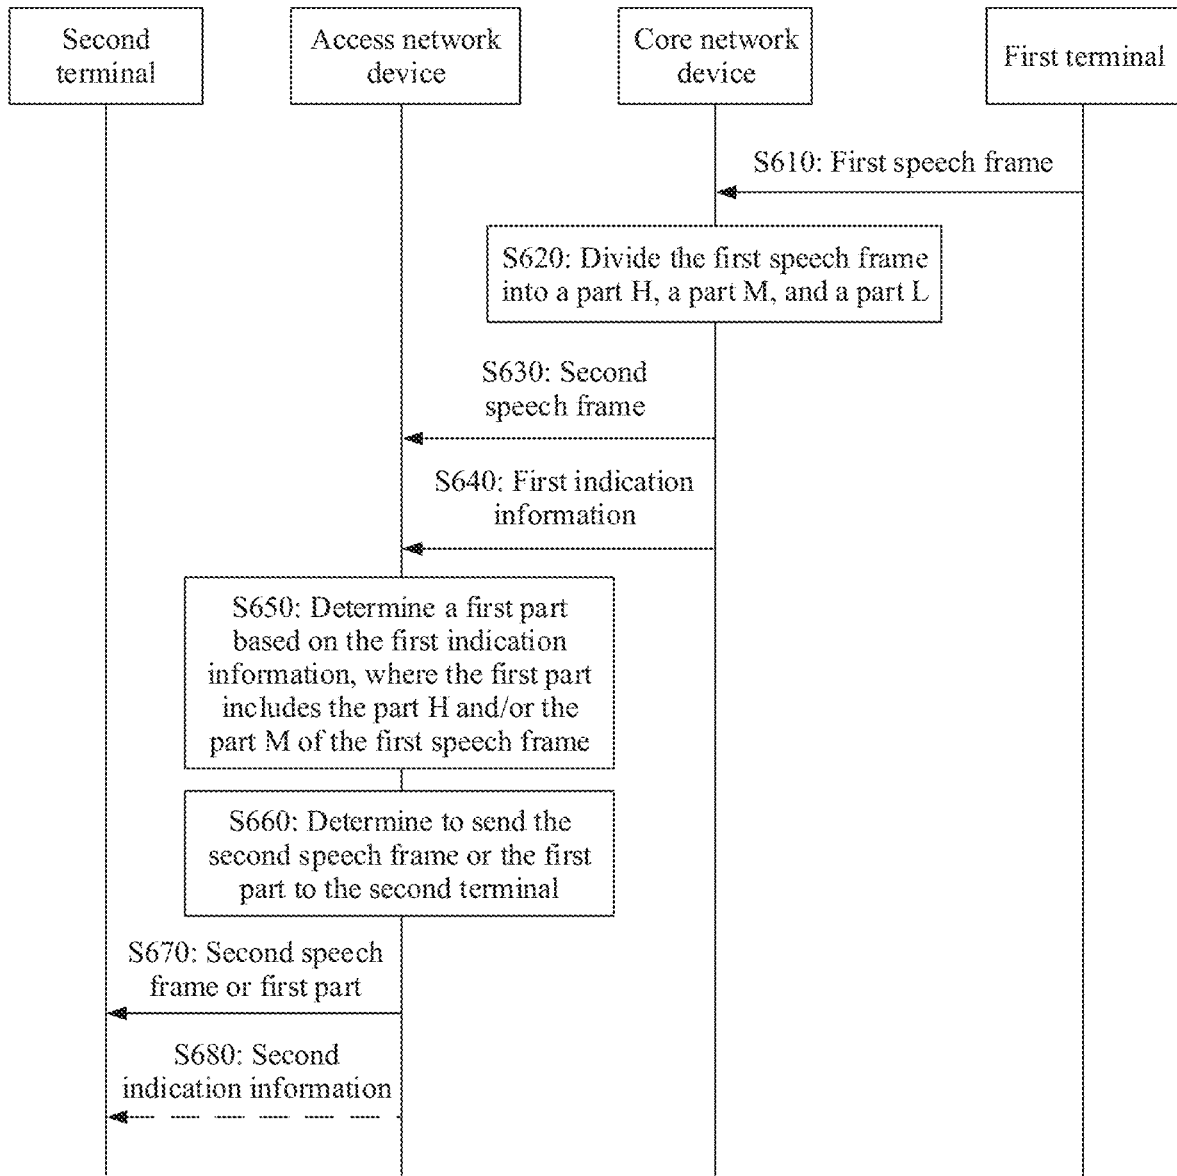 Second
terminal
Access network
device
Core network
device
First terminal
S610: First speech frame
S620: Divide the first speech frame
into a part H, a part M, and a part L
S630: Second
speech frame
S640: First indication
information
S650: Determine a first part
based on the first indication
information, where the first part
includes the part H and/or the
part M of the first speech frame
S660: Determine to send the
second speech frame or the first
part to the second terminal
S670: Second speech
frame or first part
S680: Second
indication information